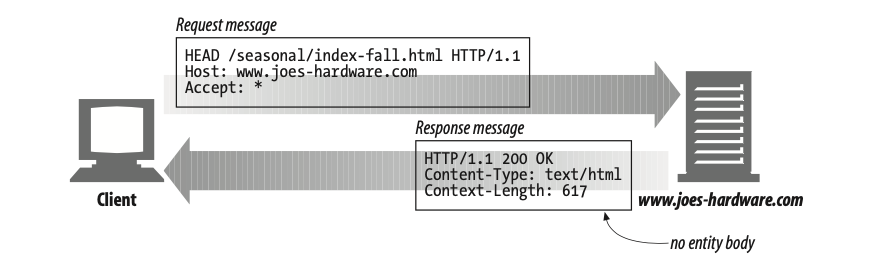 Request message
HEAD /seasonal/index-fall.html HTTP/1.1
Host: www.joes-hardware.com
Accept: *
Response message
HTTP/1.1 200 OK
Content-Type: text/html
Context-Length: 617
Client
www.joes-hardware.com
no entity body